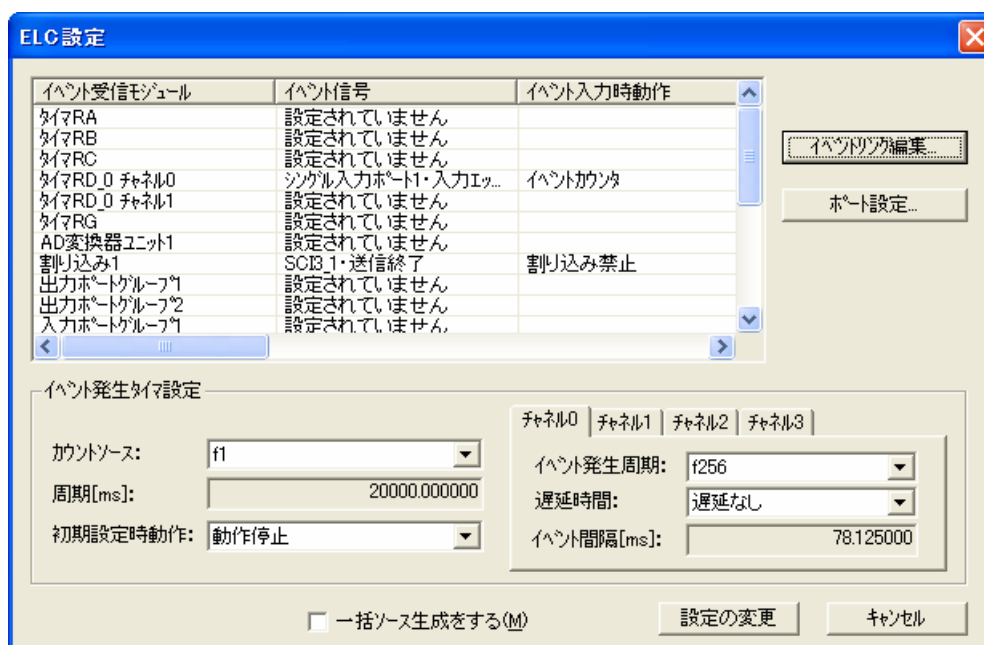 ELC設定
イベント受信モジュール イベント信号 イベント入力時動作
タイマRA 設定されていません
タイマRB 設定されていません
タイマRC 設定されていません
タイマRD_0 チャネル0 シングル入力ポート1・入力エッ... イベントカウンタ
タイマRD_0 チャネル1 設定されていません
タイマRG 設定されていません
AD変換器ユニット1 設定されていません
割り込み1 SCI3_1・送信終了 割り込み禁止
出力ポートグループ1 設定されていません
出力ポートグループ2 設定されていません
入力ポートグループ1 設定されていません
イベントリンク編集...
ポート設定...
イベント発生タイマ設定
カウントソース: f1
周期[ms]: 20000.000000
初期設定時動作: 動作停止
チャネル0 チャネル1 チャネル2 チャネル3
イベント発生周期: f256
遅延時間: 遅延なし
イベント間隔[ms]: 78.125000
一括ソース生成をする(M)
設定の変更
キャンセル